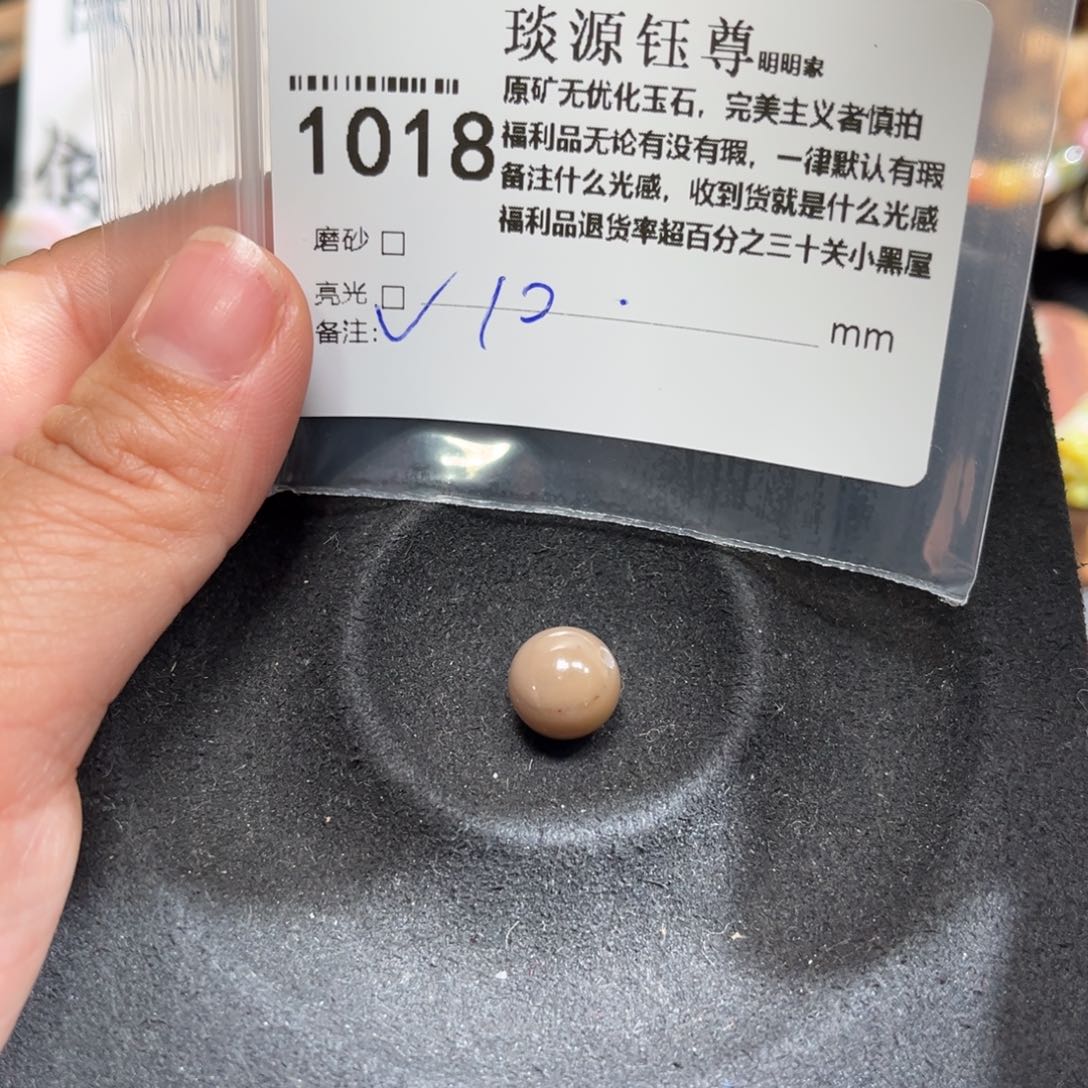 琰源钰尊明明家
原矿无优化玉石，完美主义者慎拍
1018
福利品无论有没有瑕，一律默认有瑕
备注什么光感，收到货就是什么光感
福利品退货率超百分之三十关小黑屋
磨砂 □
亮光 □ ✓ 10 . mm
备注: